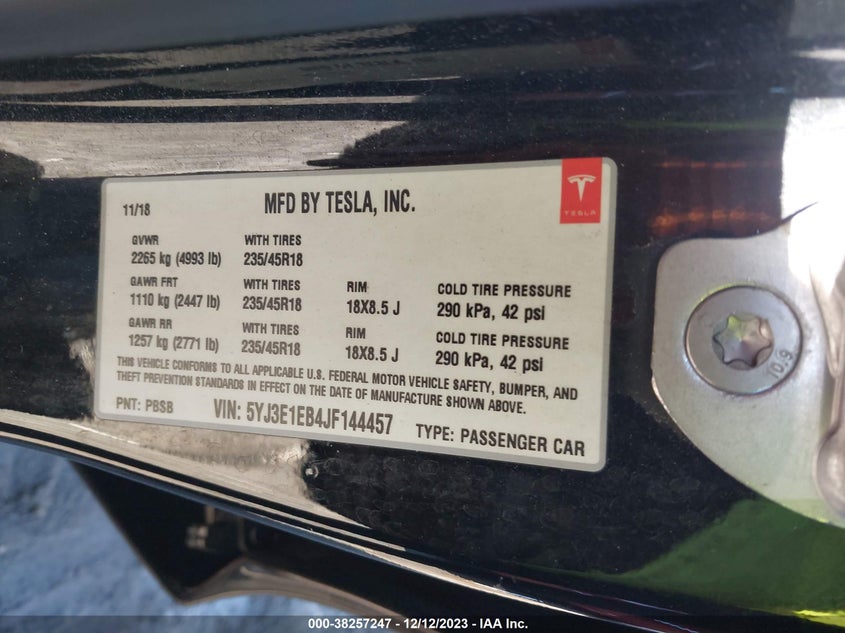 11/18 MFD BY TESLA, INC.
TESLA
GVWR WITH TIRES
2265 kg (4993 lb) 235/45R18
GAWR FRT WITH TIRES RIM COLD TIRE PRESSURE
1110 kg (2447 lb) 235/45R18 18X8.5 J 290 kPa, 42 psi
GAWR RR WITH TIRES RIM COLD TIRE PRESSURE
1257 kg (2771 lb) 235/45R18 18X8.5 J 290 kPa, 42 psi
THIS VEHICLE CONFORMS TO ALL APPLICABLE U.S. FEDERAL MOTOR VEHICLE SAFETY, BUMPER, AND
THEFT PREVENTION STANDARDS IN EFFECT ON THE DATE OF MANUFACTURE SHOWN ABOVE.
PNT: PBSB VIN: 5YJ3E1EB4JF144457 TYPE: PASSENGER CAR
10.9
000-38257247 - 12/12/2023 - IAA Inc.